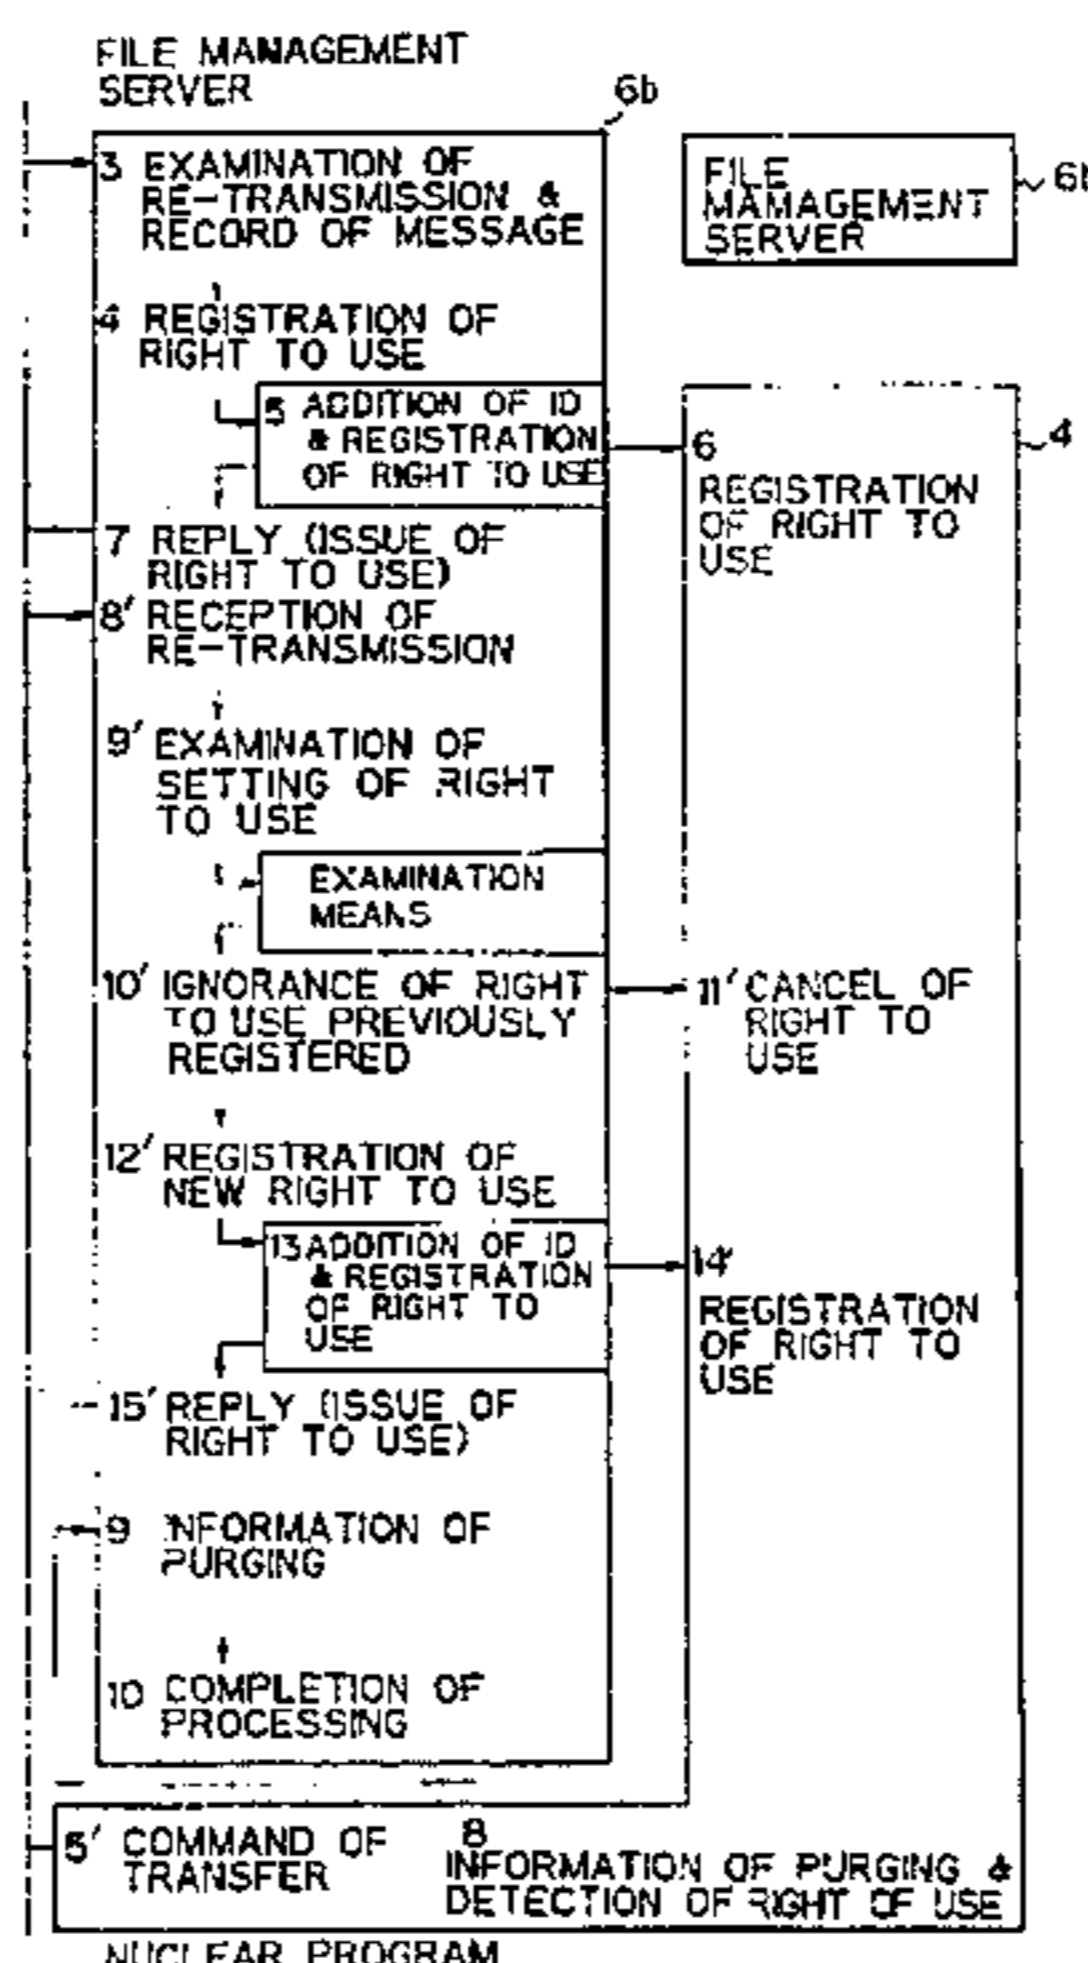 FILE MANAGEMENT
SERVER
6b
3 EXAMINATION OF
RE-TRANSMISSION &
RECORD OF MESSAGE
FILE
MAMAGEMENT
SERVER
6b
4 REGISTRATION OF
RIGHT TO USE
5 ADDITION OF ID
& REGISTRATION
OF RIGHT TO USE
4
6
REGISTRATION
OF RIGHT TO
USE
7 REPLY (ISSUE OF
RIGHT TO USE)
8' RECEPTION OF
RE-TRANSMISSION
9' EXAMINATION OF
SETTING OF RIGHT
TO USE
EXAMINATION
MEANS
10' IGNORANCE OF RIGHT
TO USE PREVIOUSLY
REGISTERED
11' CANCEL OF
RIGHT TO
USE
12' REGISTRATION OF
NEW RIGHT TO USE
13 ADDITION OF ID
& REGISTRATION
OF RIGHT TO
USE
14'
REGISTRATION
OF RIGHT TO
USE
15' REPLY (ISSUE OF
RIGHT TO USE)
9 INFORMATION OF
PURGING
10 COMPLETION OF
PROCESSING
5' COMMAND OF
TRANSFER
8
INFORMATION OF PURGING &
DETECTION OF RIGHT OF USE
NUCLEAR PROGRAM